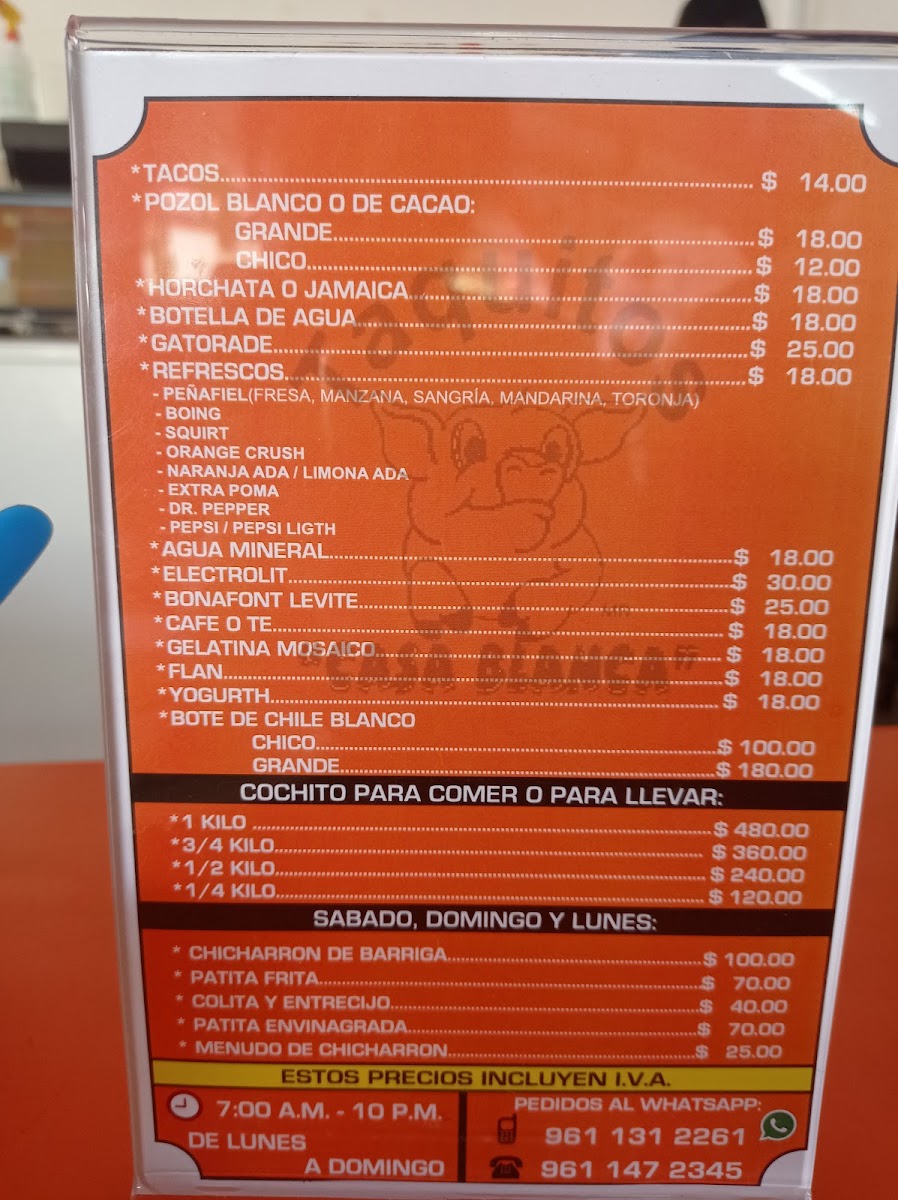 *TACOS........ $ 14.00
*POZOL BLANCO O DE CACAO:
GRANDE........ $ 18.00
CHICO........ $ 12.00
*HORCHATA O JAMAICA........ $ 18.00
*BOTELLA DE AGUA........ $ 18.00
*GATORADE........ $ 25.00
*REFRESCOS........ $ 18.00
- PEÑAFIEL(FRESA, MANZANA, SANGRÍA, MANDARINA, TORONJA)
- BOING
- SQUIRT
- ORANGE CRUSH
- NARANJA ADA / LIMONA ADA
- EXTRA POMA
- DR. PEPPER
- PEPSI / PEPSI LIGTH
*AGUA MINERAL........ $ 18.00
*ELECTROLIT........ $ 30.00
*BONAFONT LEVITE........ $ 25.00
*CAFE O TE........ $ 18.00
*GELATINA MOSAICO........ $ 18.00
*FLAN........ $ 18.00
*YOGURTH........ $ 18.00
*BOTE DE CHILE BLANCO
CHICO........ $ 100.00
GRANDE........ $ 180.00
Taquitos
"CASA BLANCA"
COCHITO PARA COMER O PARA LLEVAR:
*1 KILO ........ $ 480.00
*3/4 KILO........ $ 360.00
*1/2 KILO........ $ 240.00
*1/4 KILO........ $ 120.00
SABADO, DOMINGO Y LUNES:
* CHICHARRON DE BARRIGA........ $ 100.00
* PATITA FRITA........ $ 70.00
* COLITA Y ENTRECIJO........ $ 40.00
* PATITA ENVINAGRADA........ $ 70.00
* MENUDO DE CHICHARRON........ $ 25.00
ESTOS PRECIOS INCLUYEN I.V.A.
7:00 A.M. - 10 P.M.
DE LUNES
A DOMINGO
PEDIDOS AL WHATSAPP:
961 131 2261
961 147 2345